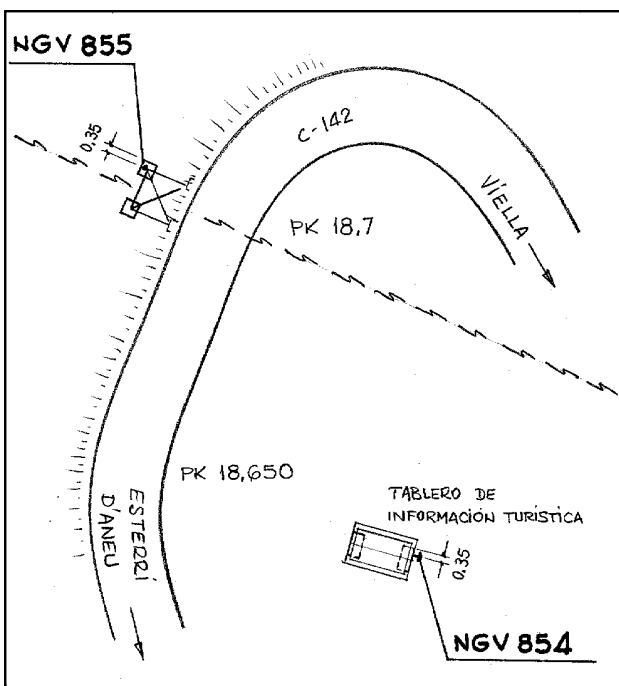 NGV 855
0,35
C-142
VIELLA
PK 18,7
PK 18,650
ESTERRI
D'ANEU
TABLERO DE
INFORMACIÓN TURÍSTICA
0,35
NGV 854